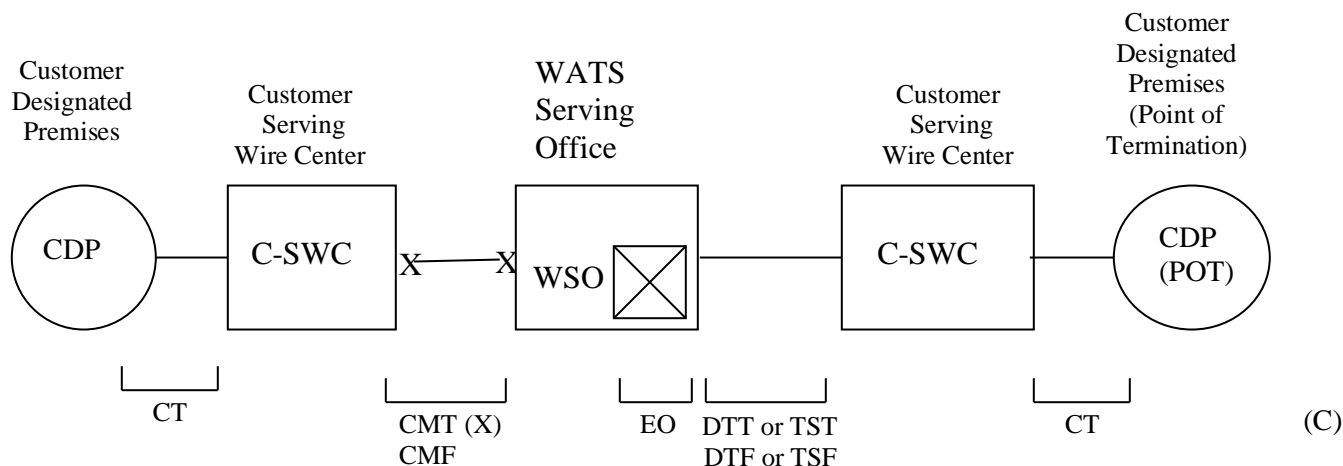 Customer
Designated
Premises
Customer
Serving
Wire Center
WATS
Serving
Office
Customer
Serving
Wire Center
Customer
Designated
Premises
(Point of
Termination)
CDP
C-SWC
X
X
WSO
C-SWC
CDP
(POT)
CT
CMT (X)
CMF
EO
DTT or TST
DTF or TSF
CT
(C)